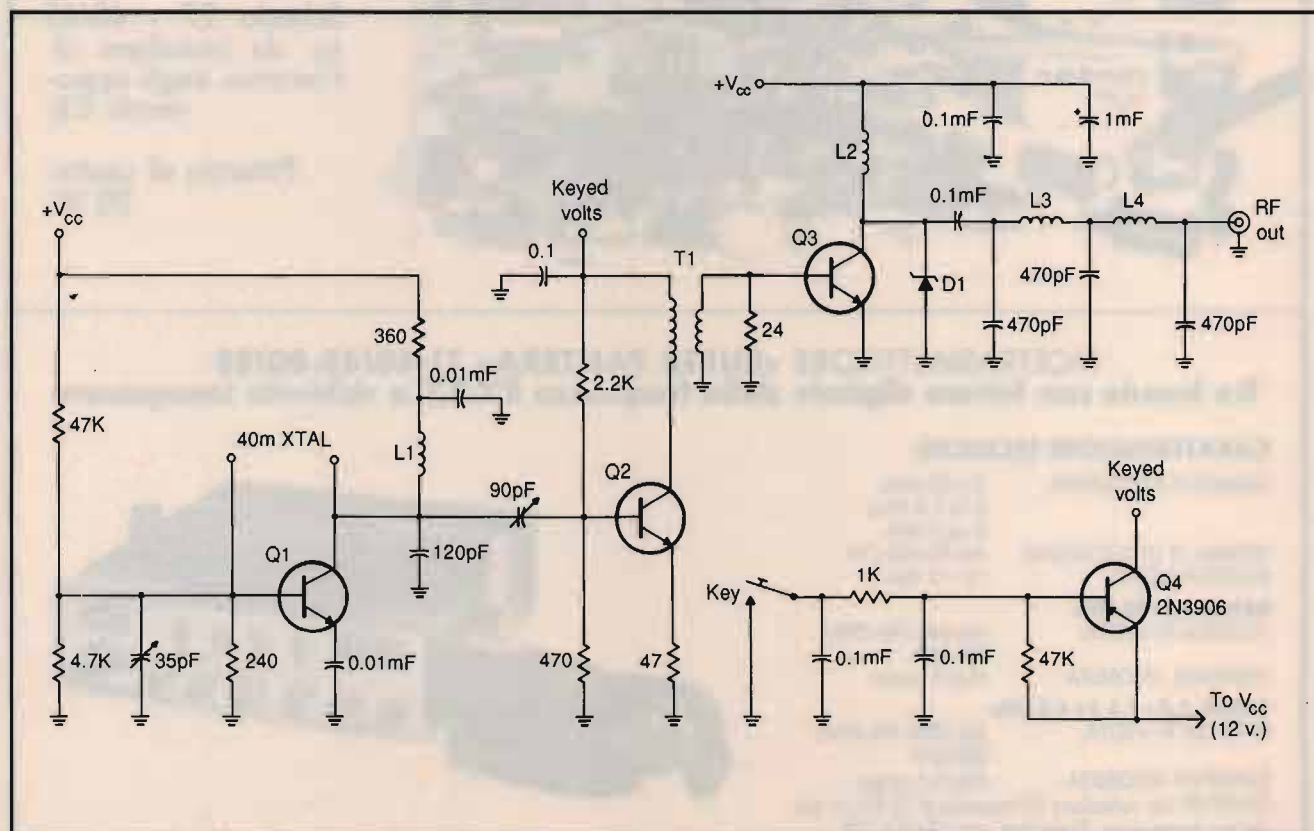 +Vcc
0.1mF
1mF
L2
Keyed
volts
0.1mF
L3
L4
RF
out
+Vcc
T1
Q3
0.1
D1
470pF
470pF
470pF
24
360
0.01mF
2.2K
47K
40m XTAL
L1
Keyed
volts
90pF
Q2
Q1
120pF
1K
Q4
2N3906
Key
4.7K
35pF
240
0.01mF
470
47
0.1mF
0.1mF
47K
To Vcc
(12 v.)